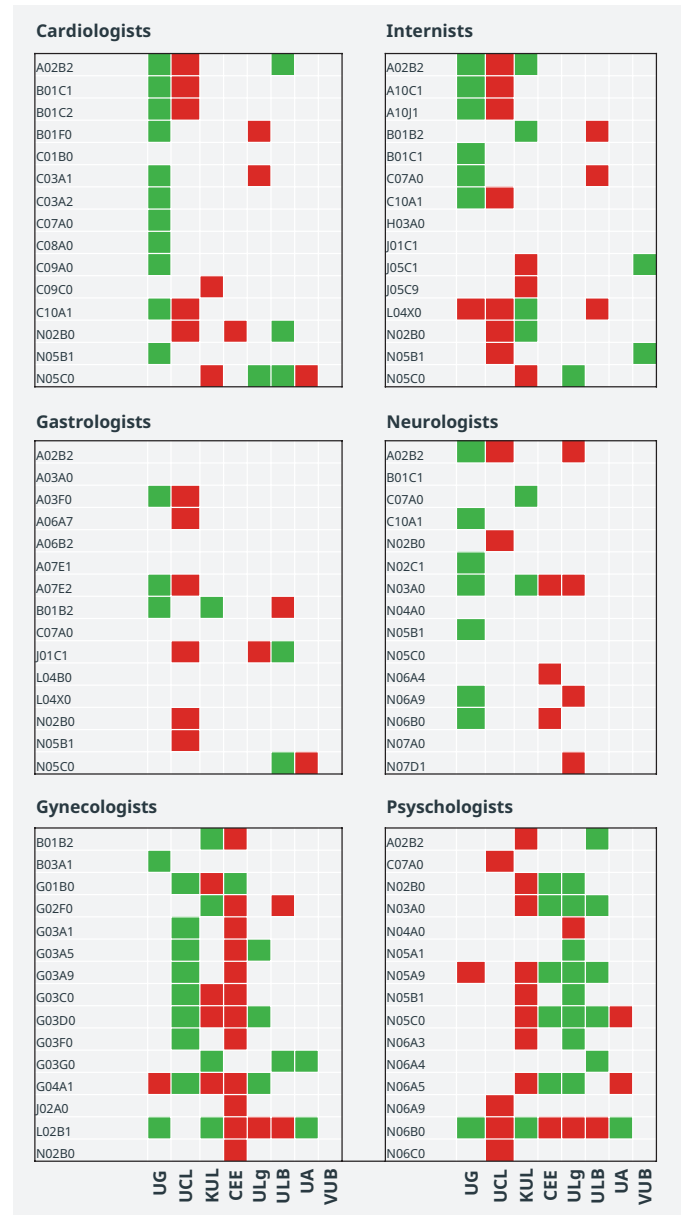 Cardiologists
A02B2
B01C1
B01C2
B01F0
C01B0
C03A1
C03A2
C07A0
C08A0
C09A0
C09C0
C10A1
N02B0
N05B1
N05C0
Internists
A02B2
A10C1
A10J1
B01B2
B01C1
C07A0
C10A1
H03A0
J01C1
J05C1
J05C9
L04X0
N02B0
N05B1
N05C0
Gastrologists
A02B2
A03A0
A03F0
A06A7
A06B2
A07E1
A07E2
B01B2
C07A0
J01C1
L04B0
L04X0
N02B0
N05B1
N05C0
Neurologists
A02B2
B01C1
C07A0
C10A1
N02B0
N02C1
N03A0
N04A0
N05B1
N05C0
N06A4
N06A9
N06B0
N07A0
N07D1
Gynecologists
B01B2
B03A1
G01B0
G02F0
G03A1
G03A5
G03A9
G03C0
G03D0
G03F0
G03G0
G04A1
J02A0
L02B1
N02B0
UG
UCL
KUL
CEE
ULg
ULB
UA
VUB
Psyschologists
A02B2
C07A0
N02B0
N03A0
N04A0
N05A1
N05A9
N05B1
N05C0
N06A3
N06A4
N06A5
N06A9
N06B0
N06C0
UG
UCL
KUL
CEE
ULg
ULB
UA
VUB